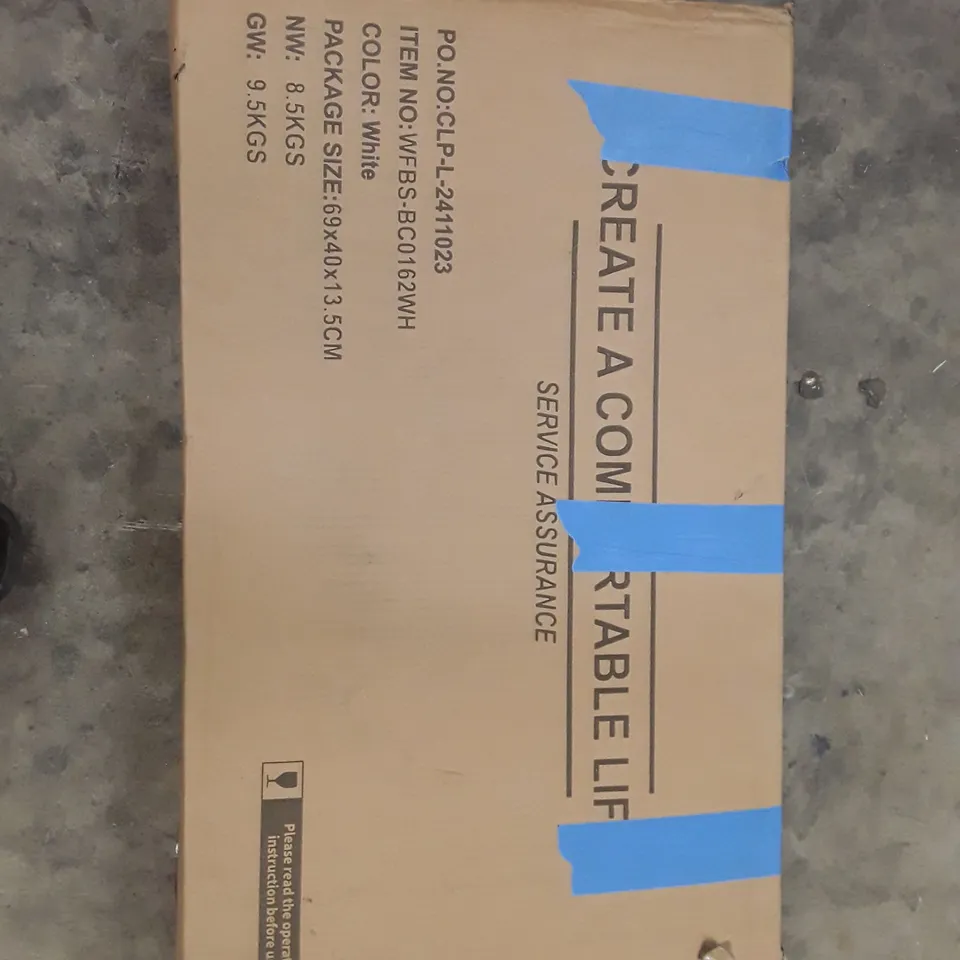 CREATE A COM RTABLE LIF
SERVICE ASSURANCE
PO.NO:CLP-L-2411023
ITEM NO:WFBS-BC0162WH
COLOR: White
PACKAGE SIZE:69x40x13.5CM
NW: 8.5KGS
GW: 9.5KGS
Please read the operat
instruction before u